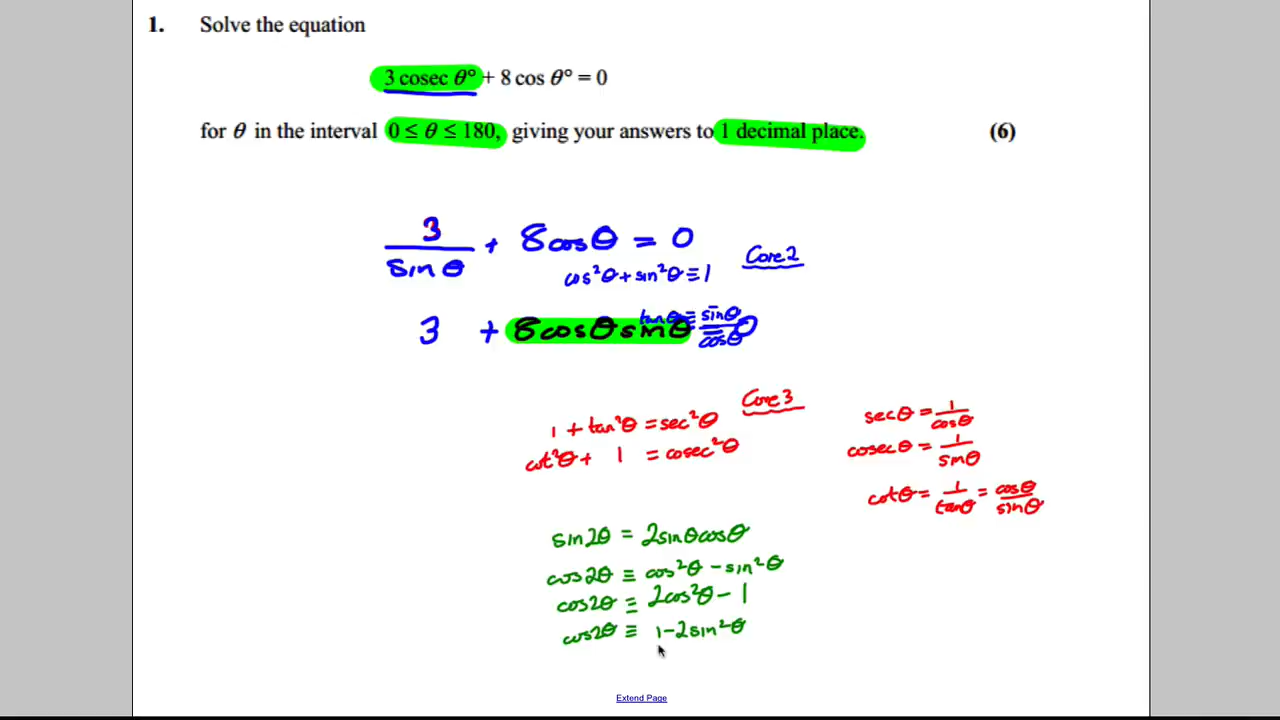 1. Solve the equation
3 cosec θ° + 8 cos θ° = 0
for θ in the interval 0 ≤ θ ≤ 180, giving your answers to 1 decimal place. (6)
3/sin θ + 8cosθ = 0
Core 2
cos²θ + sin²θ ≡ 1
tanθ ≡ sinθ/cosθ
3 + 8cosθsinθ = 0
Core 3
1 + tan²θ = sec²θ
cot²θ + 1 = cosec²θ
secθ = 1/cosθ
cosecθ = 1/sinθ
cotθ = 1/tanθ = cosθ/sinθ
sin2θ = 2sinθcosθ
cos2θ ≡ cos²θ – sin²θ
cos2θ ≡ 2cos²θ – 1
cos2θ ≡ 1 – 2sin²θ
Extend Page